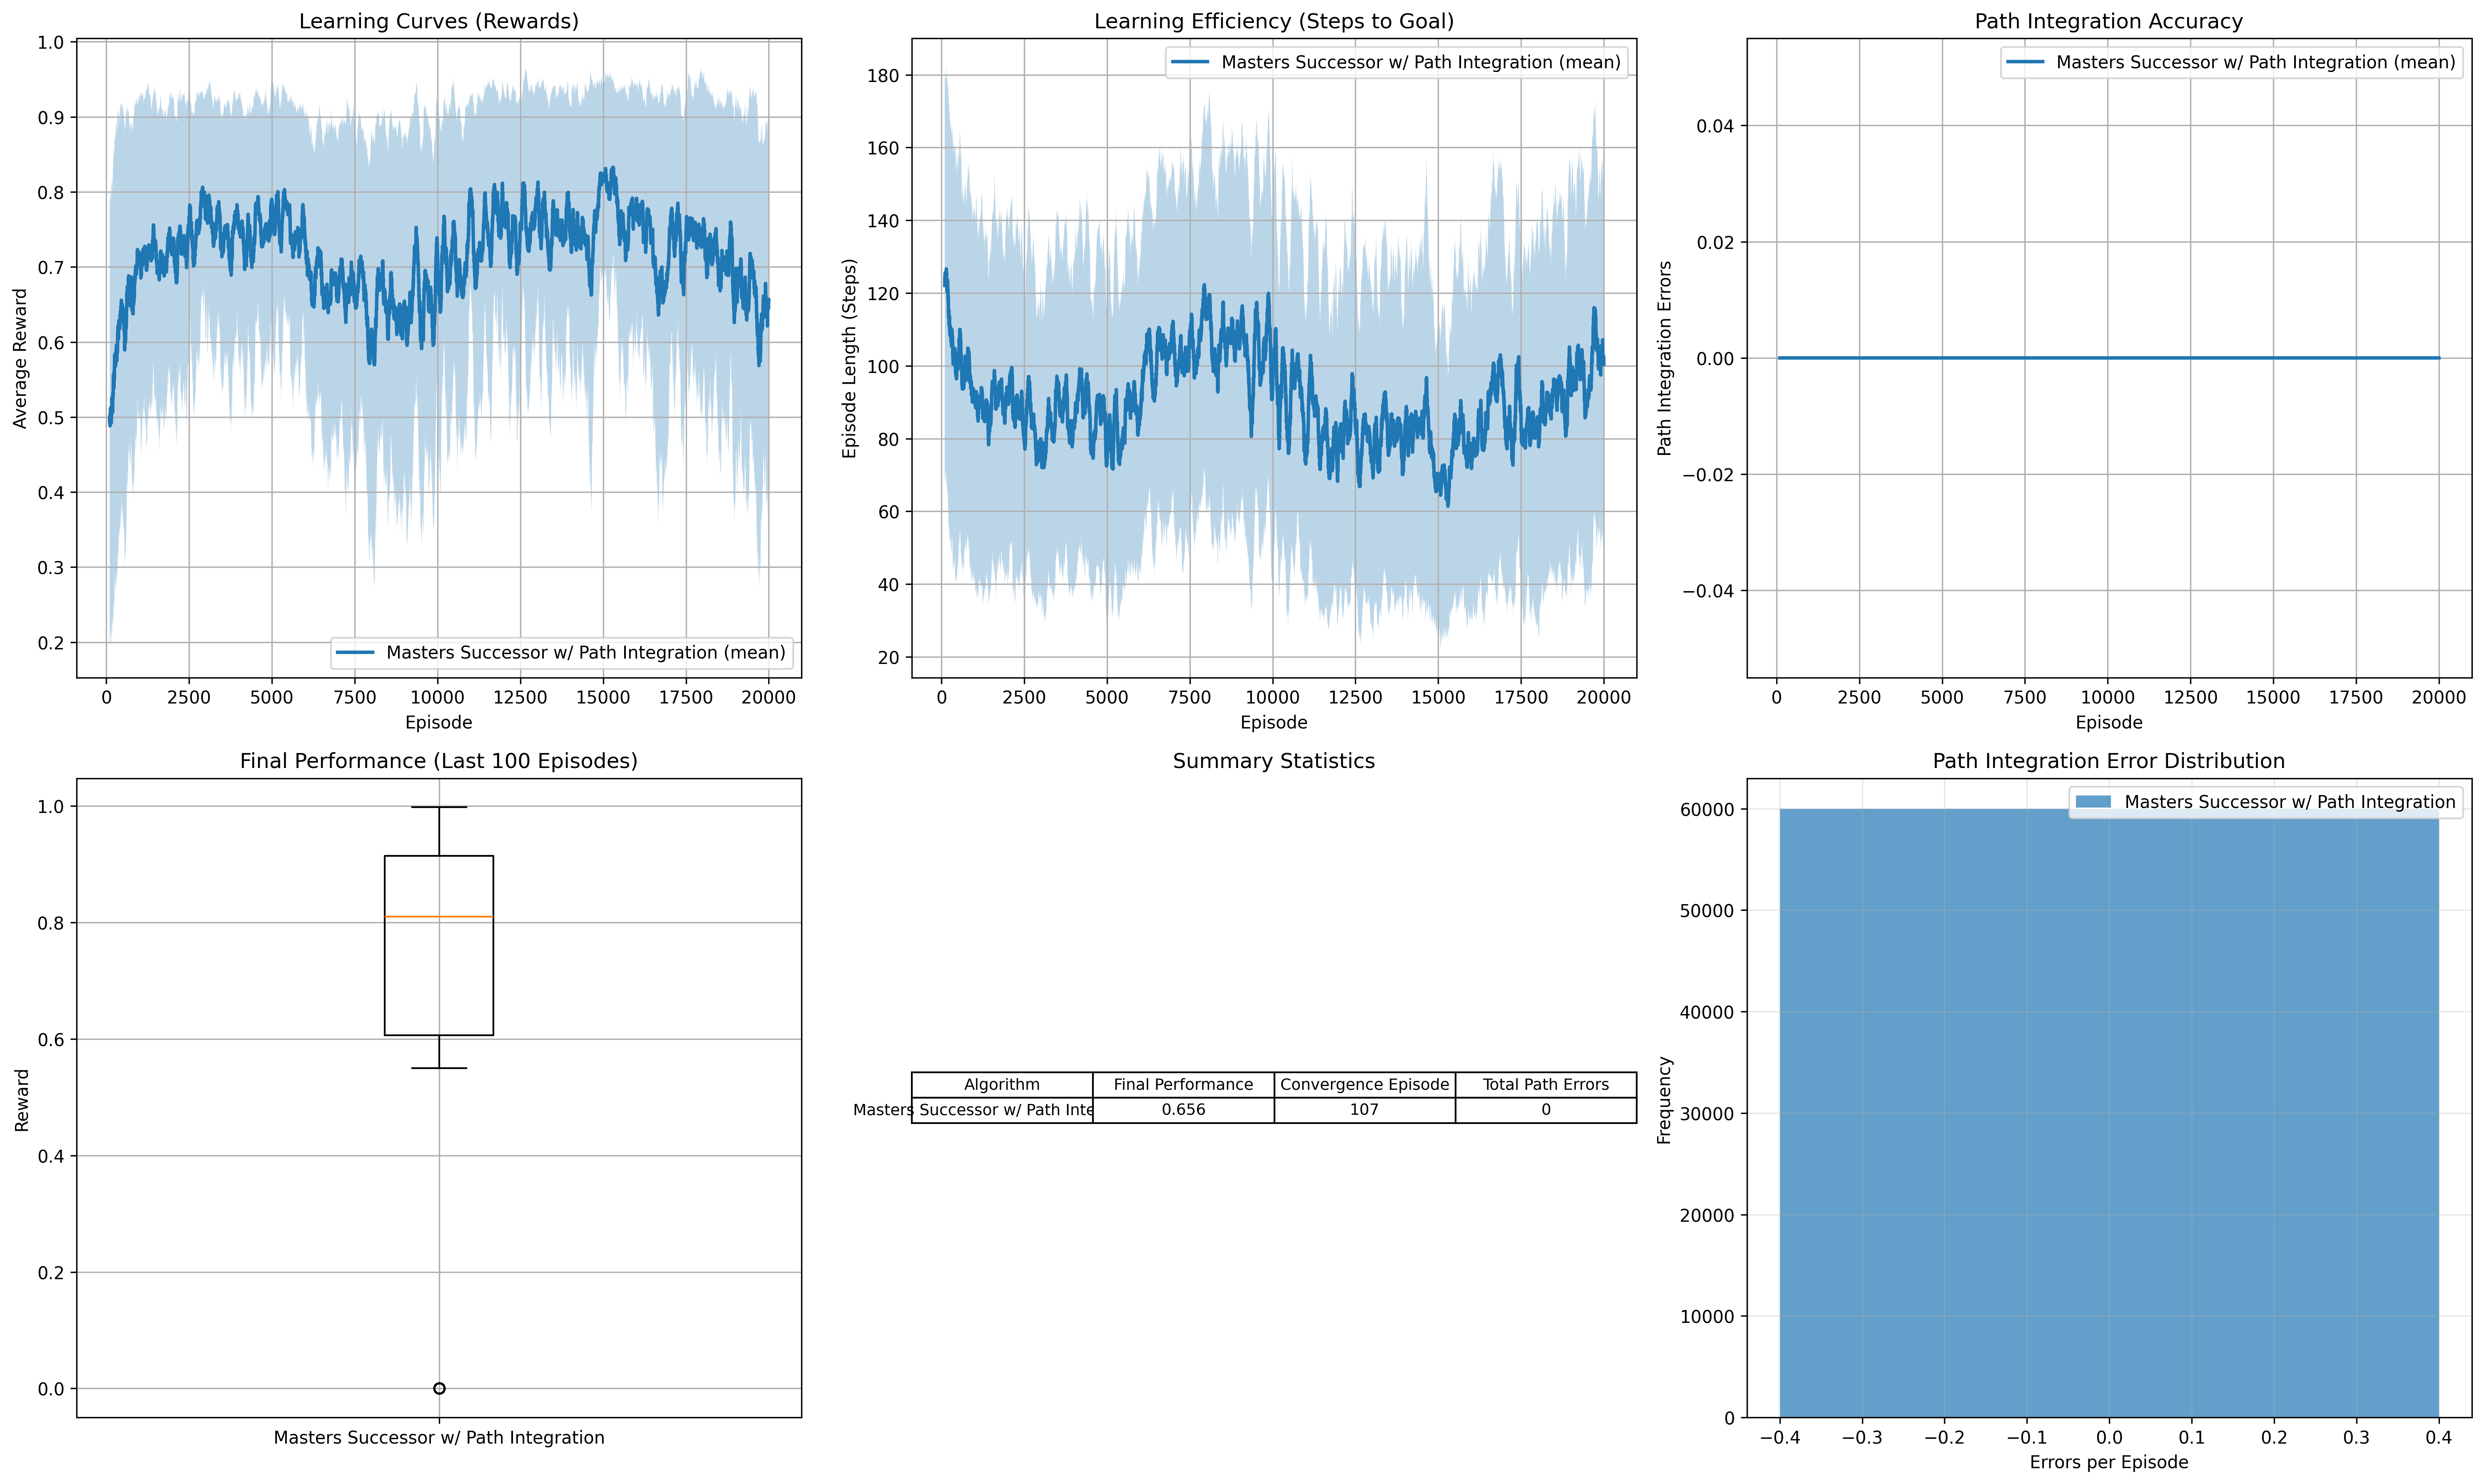 Learning Curves (Rewards)
1.0
0.9
0.8
0.7
0.6
0.5
0.4
0.3
0.2
Average Reward
Masters Successor w/ Path Integration (mean)
0 2500 5000 7500 10000 12500 15000 17500 20000
Episode
Learning Efficiency (Steps to Goal)
Masters Successor w/ Path Integration (mean)
180
160
140
120
100
80
60
40
20
Episode Length (Steps)
0 2500 5000 7500 10000 12500 15000 17500 20000
Episode
Path Integration Accuracy
Masters Successor w/ Path Integration (mean)
0.04
0.02
0.00
−0.02
−0.04
Path Integration Errors
0 2500 5000 7500 10000 12500 15000 17500 20000
Episode
Final Performance (Last 100 Episodes)
1.0
0.8
0.6
0.4
0.2
0.0
Reward
Masters Successor w/ Path Integration
Summary Statistics
Algorithm Final Performance Convergence Episode Total Path Errors
Masters Successor w/ Path Inte 0.656 107 0
Path Integration Error Distribution
Masters Successor w/ Path Integration
60000
50000
40000
30000
20000
10000
0
Frequency
−0.4 −0.3 −0.2 −0.1 0.0 0.1 0.2 0.3 0.4
Errors per Episode